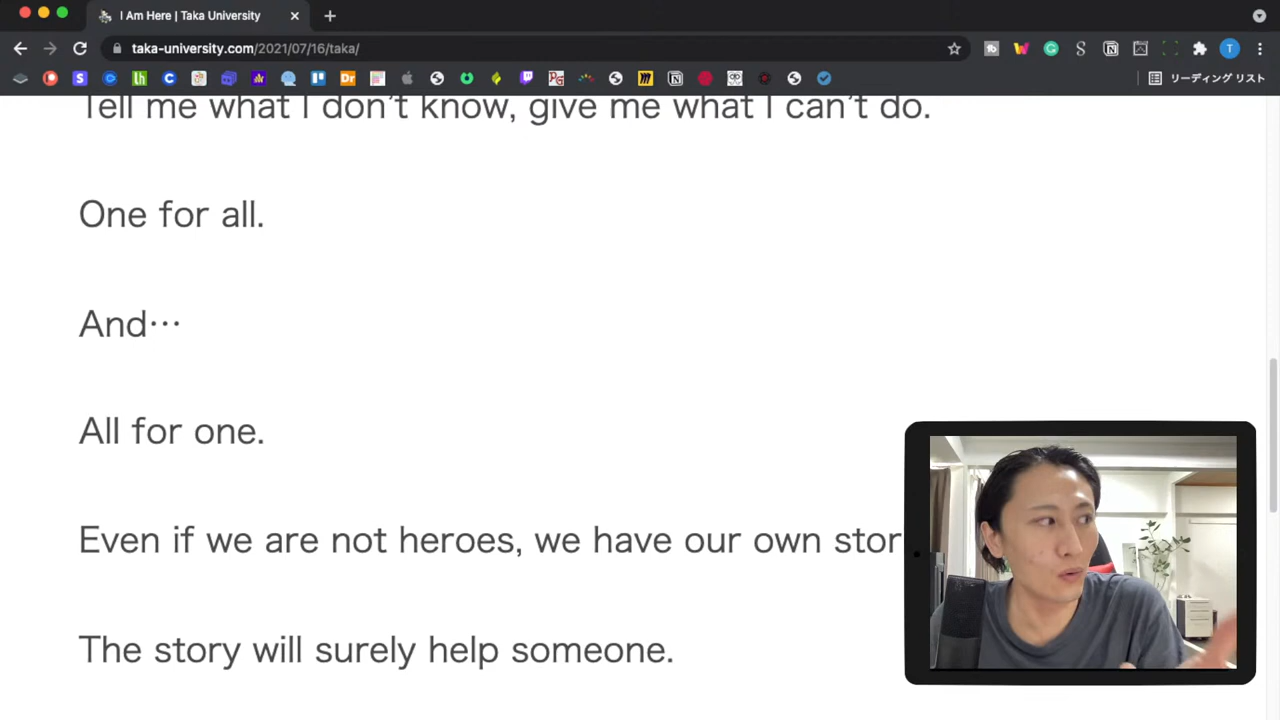 I Am Here | Taka University
taka-university.com/2021/07/16/taka/
T
リーディング リスト
Tell me what I don't know, give me what I can't do.
One for all.
And…
All for one.
Even if we are not heroes, we have our own stor
The story will surely help someone.